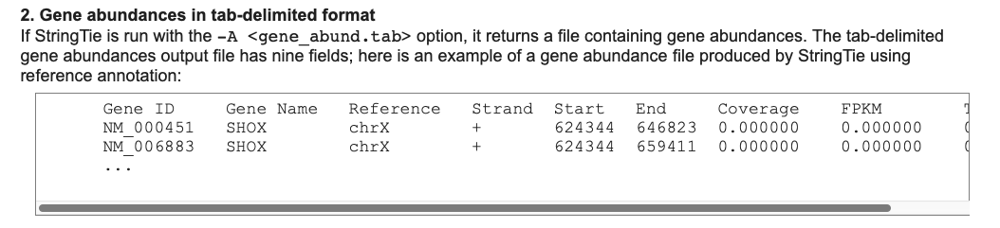 2. Gene abundances in tab-delimited format
If StringTie is run with the -A <gene_abund.tab> option, it returns a file containing gene abundances. The tab-delimited
gene abundances output file has nine fields; here is an example of a gene abundance file produced by StringTie using
reference annotation:
Gene ID Gene Name Reference Strand Start End Coverage FPKM
NM_000451 SHOX chrX + 624344 646823 0.000000 0.000000
NM_006883 SHOX chrX + 624344 659411 0.000000 0.000000
...